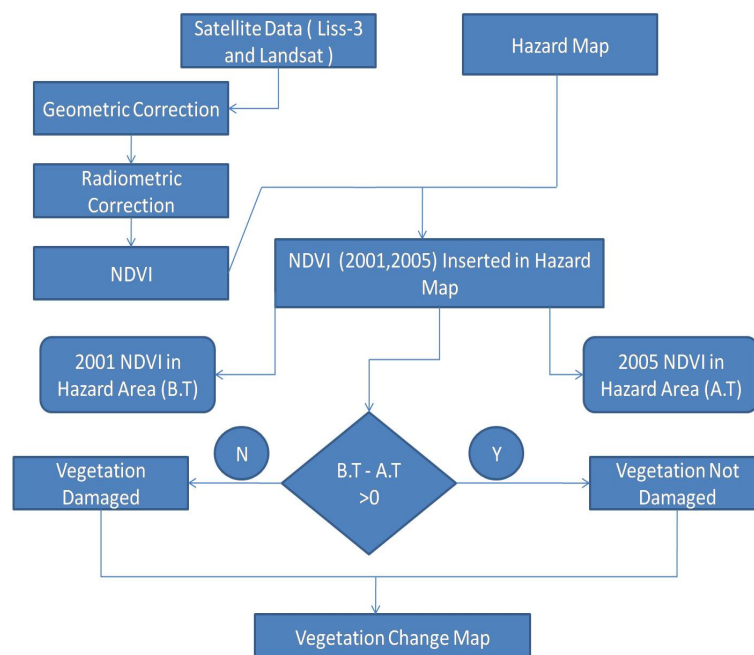 Satellite Data ( Liss-3
and Landsat )
Hazard Map
Geometric Correction
Radiometric
Correction
NDVI
NDVI (2001,2005) Inserted in Hazard
Map
2001 NDVI in
Hazard Area (B.T)
2005 NDVI in
Hazard Area (A.T)
N
B.T - A.T
>0
Y
Vegetation
Damaged
Vegetation Not
Damaged
Vegetation Change Map